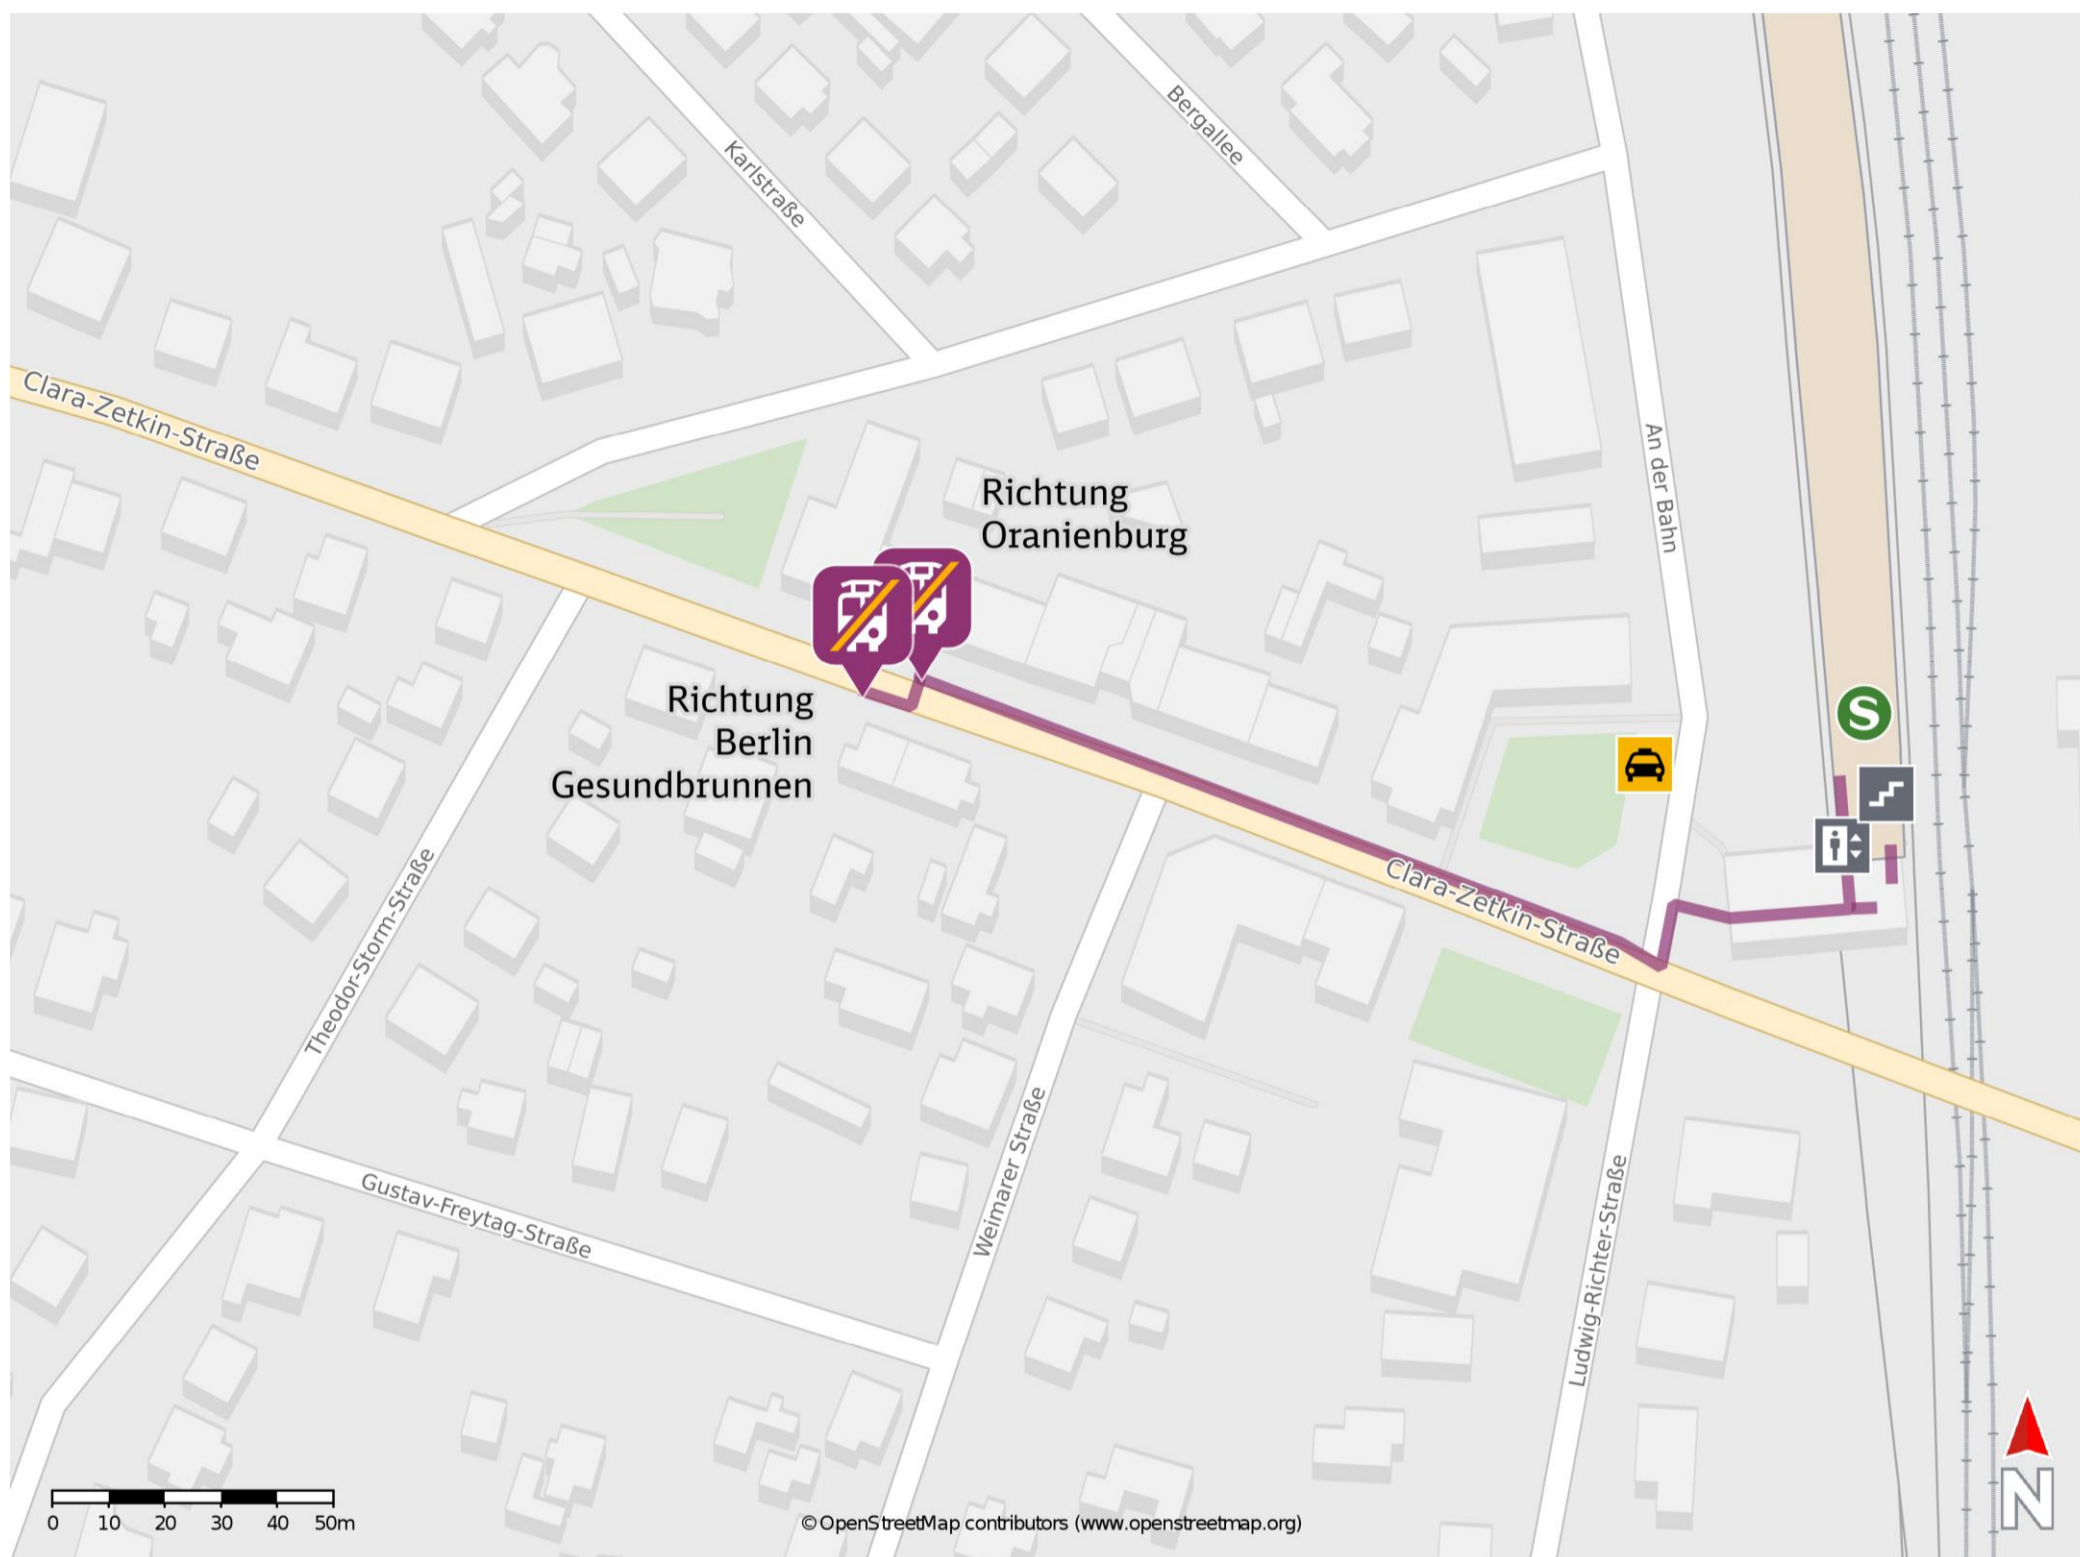 Bergallee
Karlstraße
Clara-Zetkin-Straße
An der Bahn
Richtung
Oranienburg
Richtung
Berlin
Gesundbrunnen
S
Clara-Zetkin-Straße
Theodor-Storm-Straße
Weimarer Straße
Gustav-Freytag-Straße
Ludwig-Richter-Straße
0 10 20 30 40 50m
© OpenStreetMap contributors (www.openstreetmap.org)
N